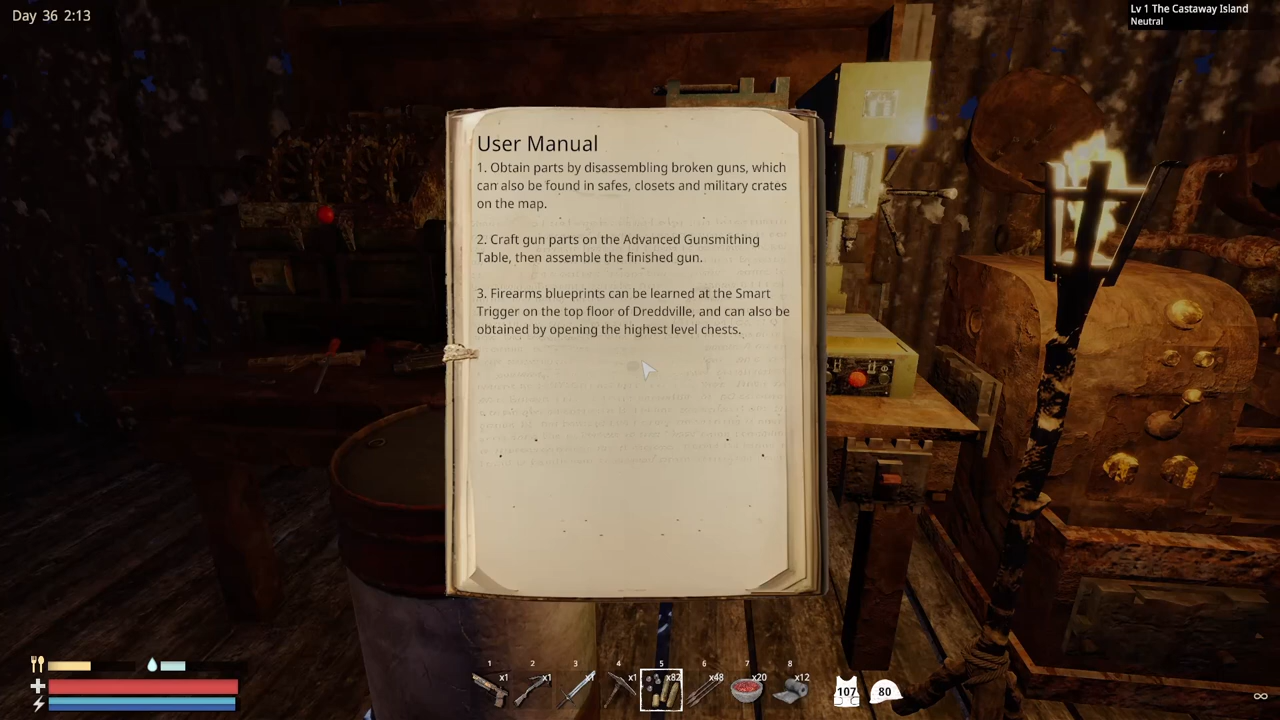 Day 36 2:13
Lv 1 The Castaway Island
Neutral
User Manual
1. Obtain parts by disassembling broken guns, which
can also be found in safes, closets and military crates
on the map.
2. Craft gun parts on the Advanced Gunsmithing
Table, then assemble the finished gun.
3. Firearms blueprints can be learned at the Smart
Trigger on the top floor of Dreddville, and can also be
obtained by opening the highest level chests.
1 2 3 4 5 6 7 8
x1 x1 x1 x1 x82 x48 x20 x12
107 80
∞